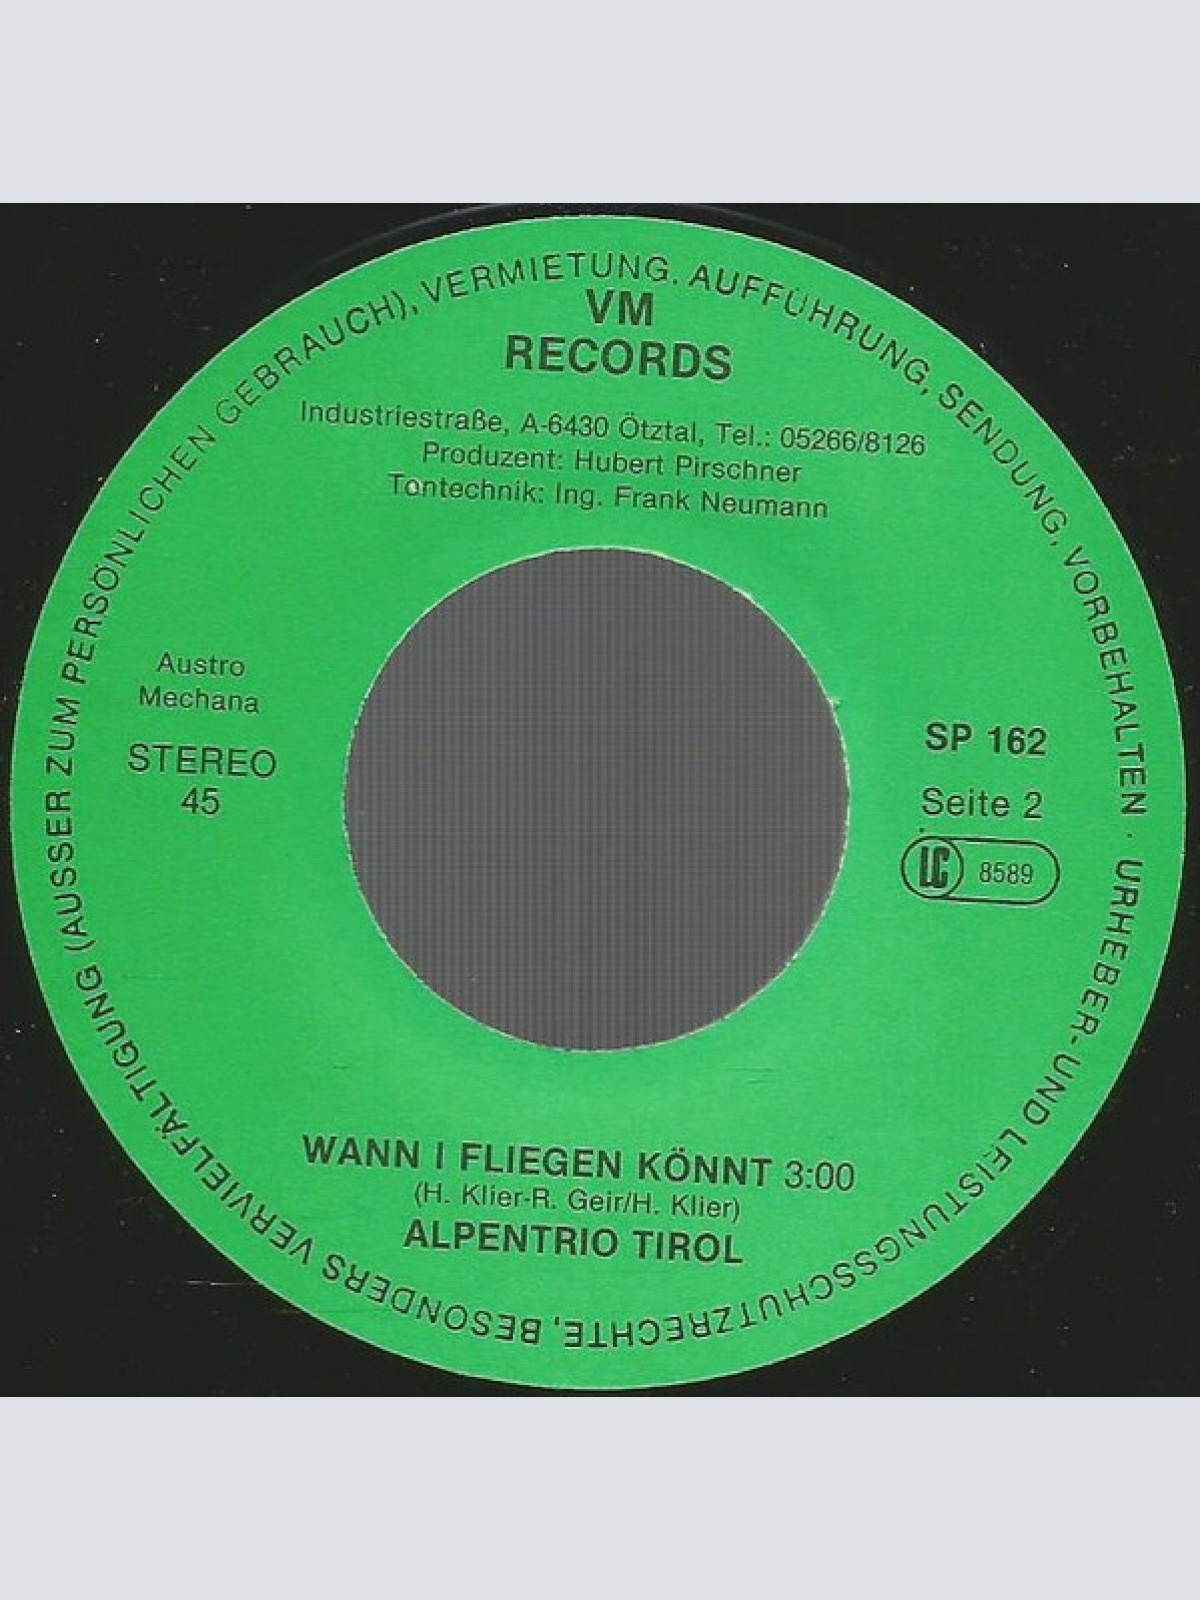 URHEBER- UND LEISTUNGSSCHUTZRECHTE, BESONDERS VERVIELFÄLTIGUNG (AUSSER ZUM PERSÖNLICHEN GEBRAUCH), VERMIETUNG. AUFFÜHRUNG, SENDUNG, VORBEHALTEN ·
VM
RECORDS
Industriestraße, A-6430 Ötztal, Tel.: 05266/8126
Produzent: Hubert Pirschner
Tontechnik: Ing. Frank Neumann
Austro
Mechana
STEREO
45
SP 162
Seite 2
LC 8589
WANN I FLIEGEN KÖNNT 3:00
(H. Klier-R. Geir/H. Klier)
ALPENTRIO TIROL